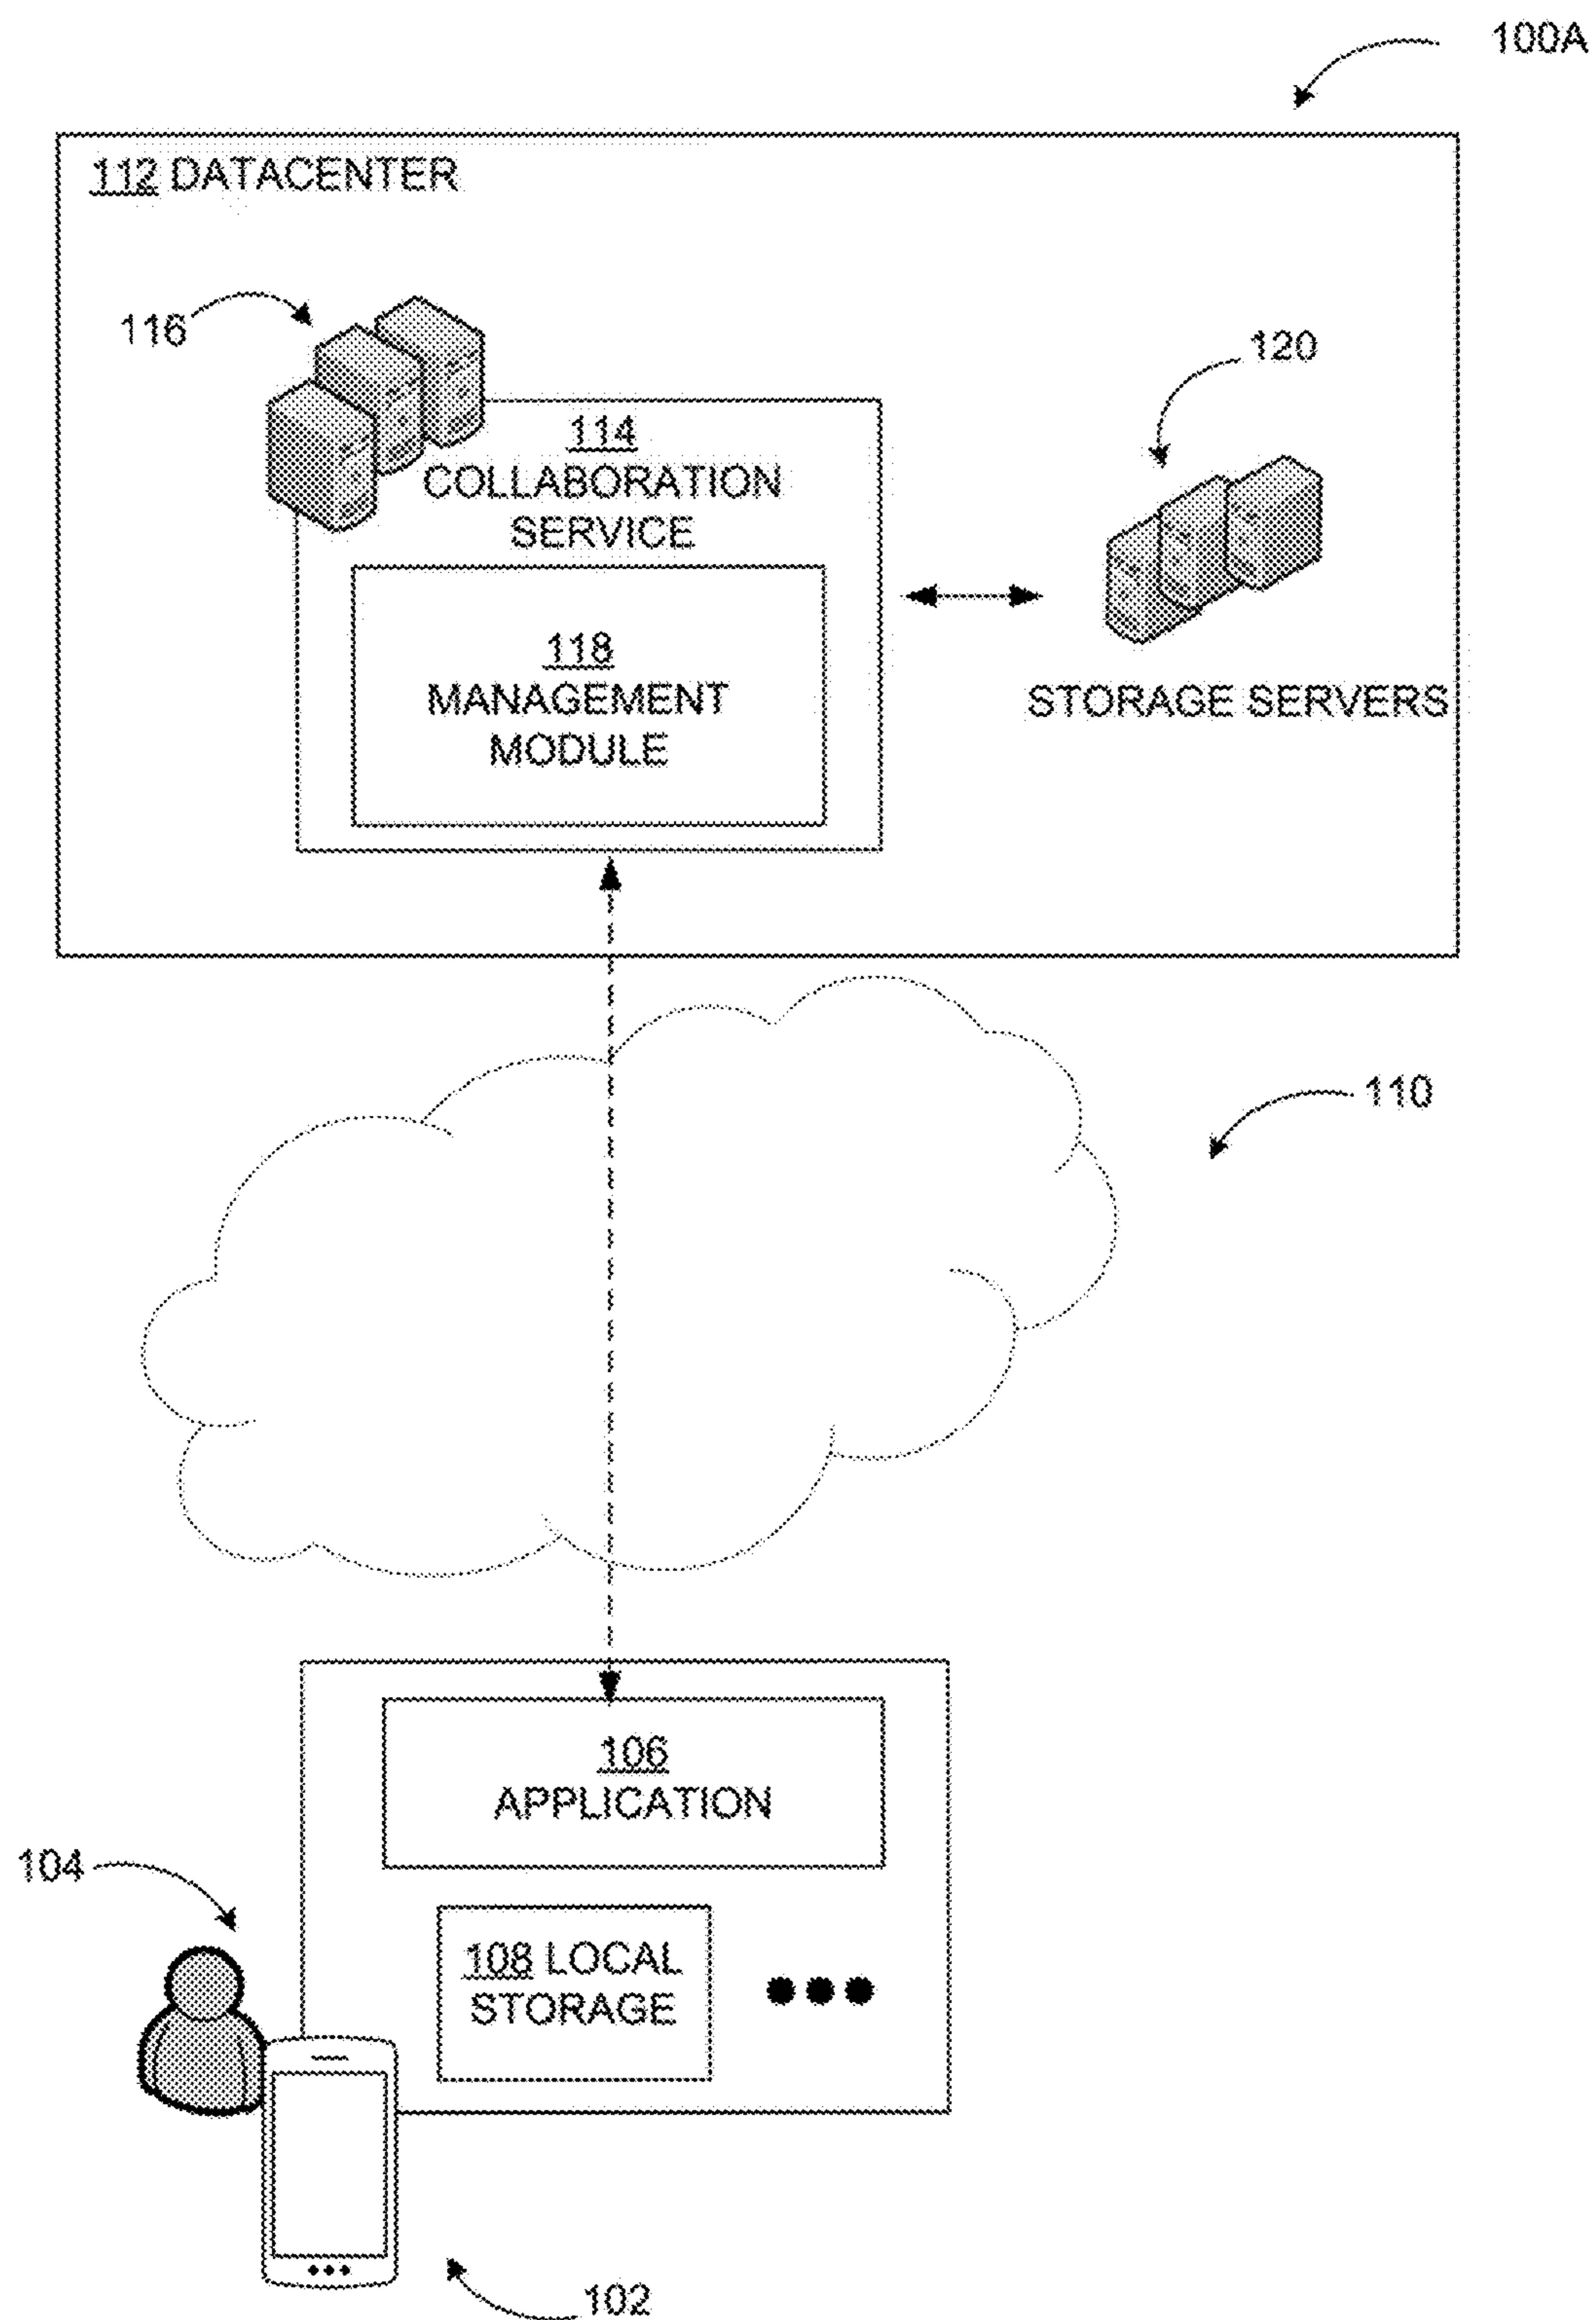 100A
112 DATACENTER
116
120
114
COLLABORATION
SERVICE
118
MANAGEMENT
MODULE
STORAGE SERVERS
110
106
APPLICATION
104
108 LOCAL
STORAGE
102